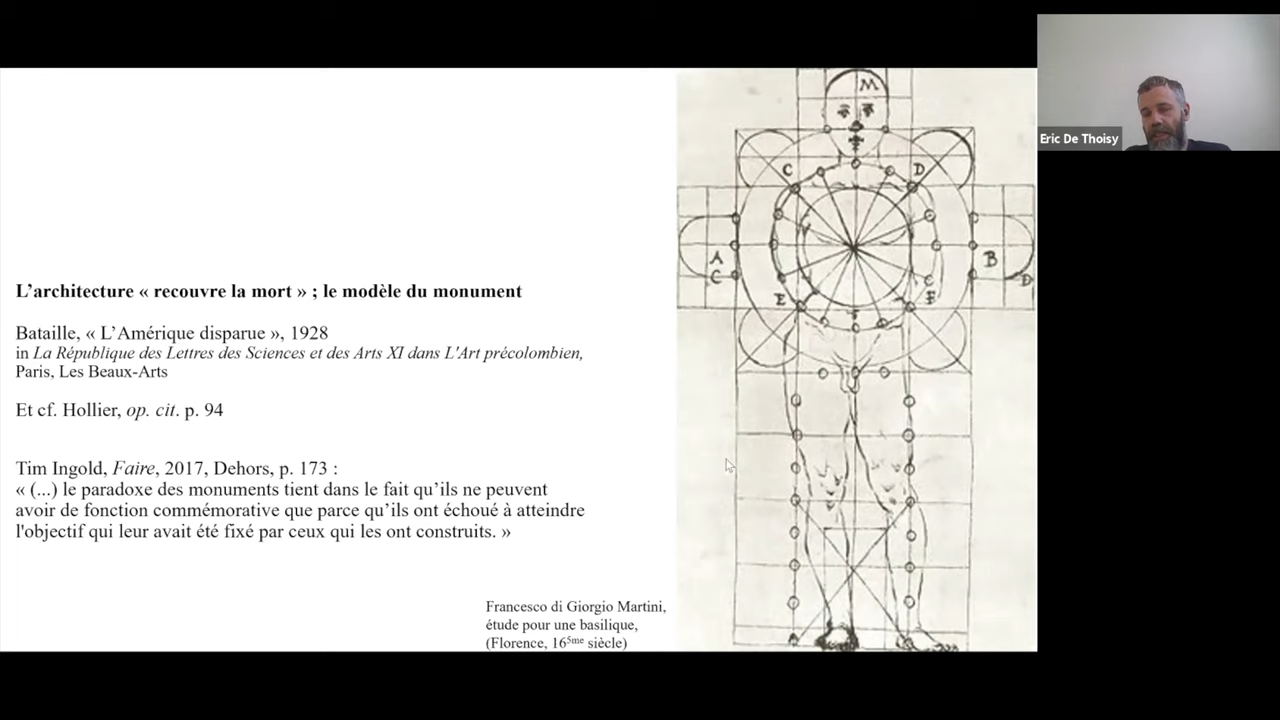 Eric De Thoisy
L'architecture « recouvre la mort » ; le modèle du monument
Bataille, « L'Amérique disparue », 1928
in La République des Lettres des Sciences et des Arts XI dans L'Art précolombien,
Paris, Les Beaux-Arts
Et cf. Hollier, op. cit. p. 94
Tim Ingold, Faire, 2017, Dehors, p. 173 :
« (...) le paradoxe des monuments tient dans le fait qu'ils ne peuvent
avoir de fonction commémorative que parce qu'ils ont échoué à atteindre
l'objectif qui leur avait été fixé par ceux qui les ont construits. »
Francesco di Giorgio Martini,
étude pour une basilique,
(Florence, 165me siècle)
M
C D
A B
C C D
E E